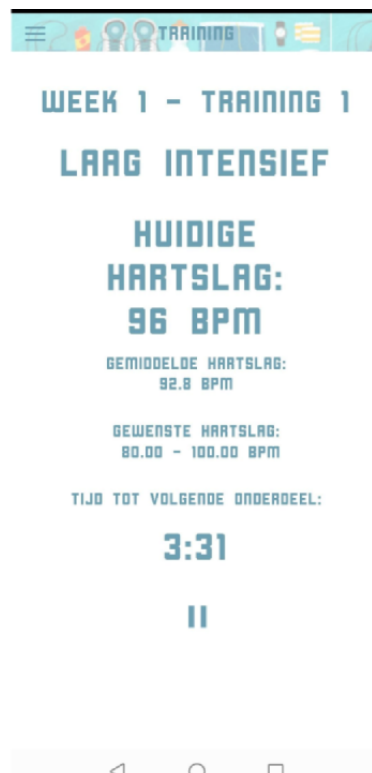 TRAINING
WEEK 1 - TRAINING 1
LAAG INTENSIEF
HUIDIGE
HARTSLAG:
96 BPM
GEMIDDELDE HARTSLAG:
92.8 BPM
GEWENSTE HARTSLAG:
80.00 - 100.00 BPM
TIJD TOT VOLGENDE ONDERDEEL:
3:31